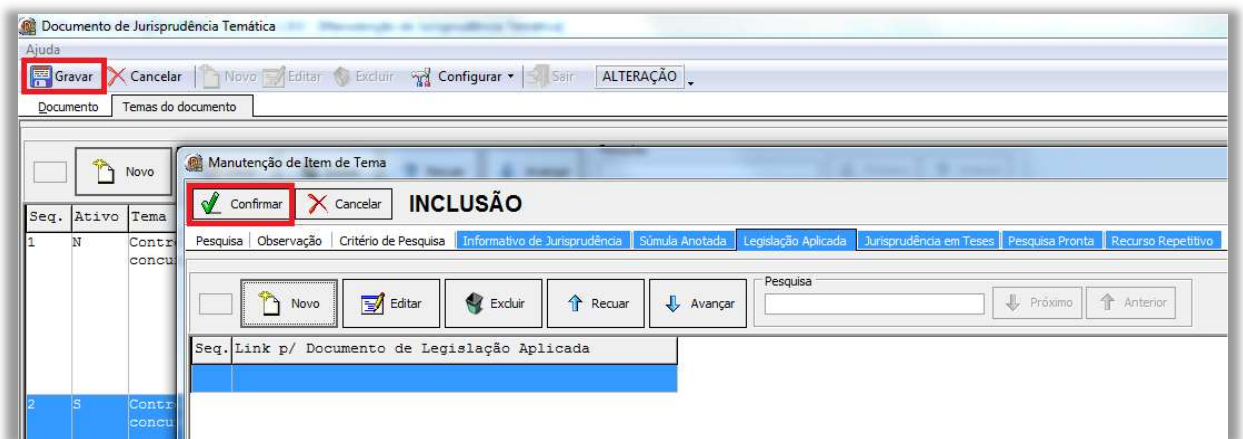 Documento de Jurisprudência Temática
Ajuda
Gravar Cancelar Novo Editar Excluir Configurar Sair ALTERAÇÃO
Documento Temas do documento
Novo
Manutenção de Item de Tema
Confirmar Cancelar INCLUSÃO
Seq. Ativo Tema
Pesquisa Observação Critério de Pesquisa Informativo de Jurisprudência Súmula Anotada Legislação Aplicada Jurisprudência em Teses Pesquisa Pronta Recurso Repetitivo
1 N Contr
concu
Novo Editar Excluir Recuar Avançar Pesquisa Próximo Anterior
Seq. Link p/ Documento de Legislação Aplicada
2 S Contr
concu